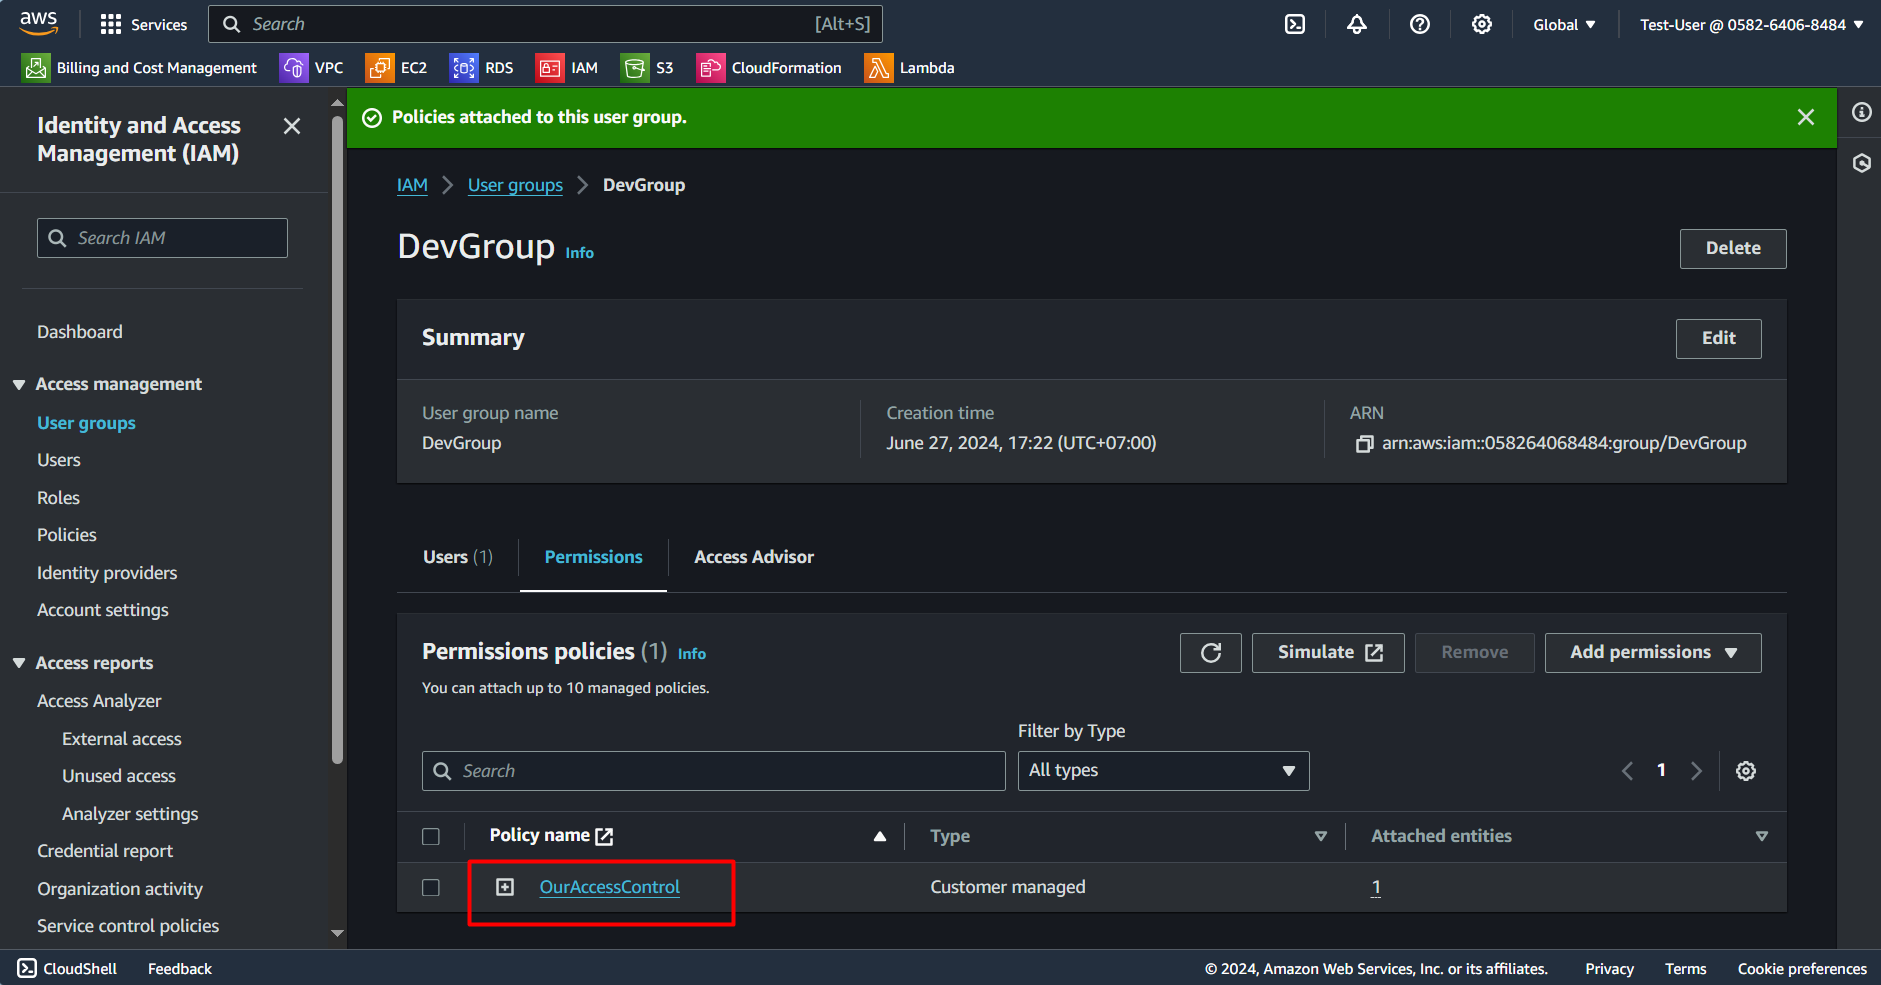 aws Services Search [Alt+S] Global Test-User @ 0582-6406-8484
Billing and Cost Management VPC EC2 RDS IAM S3 CloudFormation Lambda
Identity and Access
Management (IAM)
Search IAM
Dashboard
Access management
User groups
Users
Roles
Policies
Identity providers
Account settings
Access reports
Access Analyzer
External access
Unused access
Analyzer settings
Credential report
Organization activity
Service control policies
Policies attached to this user group.
IAM User groups DevGroup
DevGroup Info
Delete
Summary
Edit
User group name Creation time ARN
DevGroup June 27, 2024, 17:22 (UTC+07:00) arn:aws:iam::058264068484:group/DevGroup
Users (1) Permissions Access Advisor
Permissions policies (1) Info
Simulate Remove Add permissions
You can attach up to 10 managed policies.
Filter by Type
Search All types 1
Policy name Type Attached entities
OurAccessControl Customer managed 1
CloudShell Feedback © 2024, Amazon Web Services, Inc. or its affiliates. Privacy Terms Cookie preferences